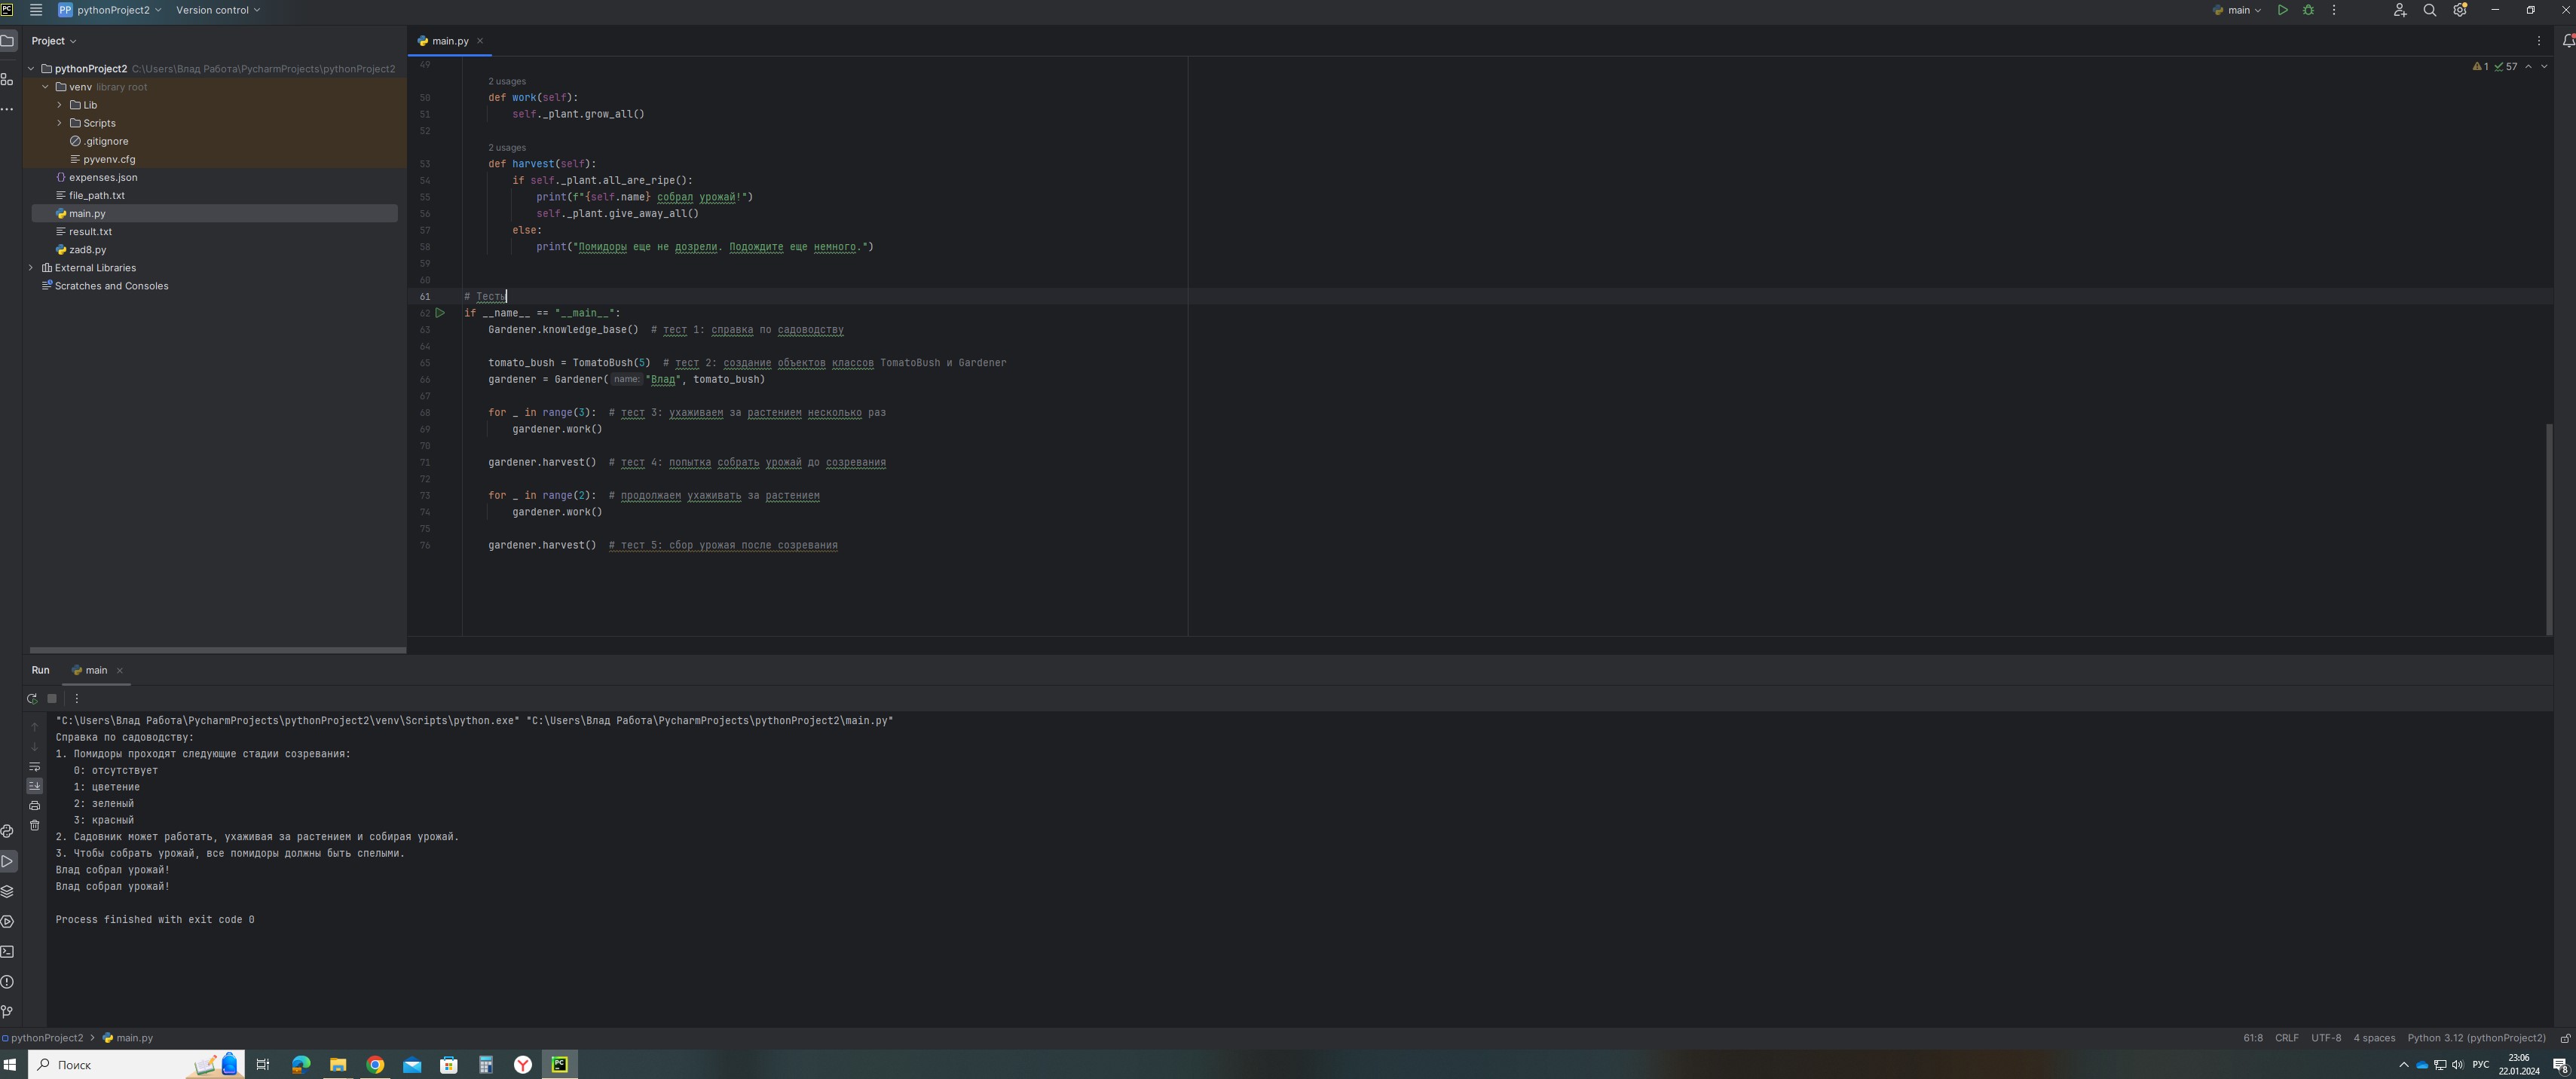 PC
PP pythonProject2 Version control main
Project
main.py
pythonProject2 C:\Users\Влад Работа\PycharmProjects\pythonProject2
venv library root
Lib
Scripts
.gitignore
pyvenv.cfg
expenses.json
file_path.txt
main.py
result.txt
zad8.py
External Libraries
Scratches and Consoles
1 57
49
2 usages
50 def work(self):
51 self._plant.grow_all()
52
2 usages
53 def harvest(self):
54 if self._plant.all_are_ripe():
55 print(f"{self.name} собрал урожай!")
56 self._plant.give_away_all()
57 else:
58 print("Помидоры еще не дозрели. Подождите еще немного.")
59
60
61 # Тесты
62 if __name__ == "__main__":
63 Gardener.knowledge_base() # тест 1: справка по садоводству
64
65 tomato_bush = TomatoBush(5) # тест 2: создание объектов классов TomatoBush и Gardener
66 gardener = Gardener( name: "Влад", tomato_bush)
67
68 for _ in range(3): # тест 3: ухаживаем за растением несколько раз
69 gardener.work()
70
71 gardener.harvest() # тест 4: попытка собрать урожай до созревания
72
73 for _ in range(2): # продолжаем ухаживать за растением
74 gardener.work()
75
76 gardener.harvest() # тест 5: сбор урожая после созревания
Run main
"C:\Users\Влад Работа\PycharmProjects\pythonProject2\venv\Scripts\python.exe" "C:\Users\Влад Работа\PycharmProjects\pythonProject2\main.py"
Справка по садоводству:
1. Помидоры проходят следующие стадии созревания:
0: отсутствует
1: цветение
2: зеленый
3: красный
2. Садовник может работать, ухаживая за растением и собирая урожай.
3. Чтобы собрать урожай, все помидоры должны быть спелыми.
Влад собрал урожай!
Влад собрал урожай!
Process finished with exit code 0
pythonProject2 main.py
61:8 CRLF UTF-8 4 spaces Python 3.12 (pythonProject2)
Поиск
PC
РУС
23:06
22.01.2024
8